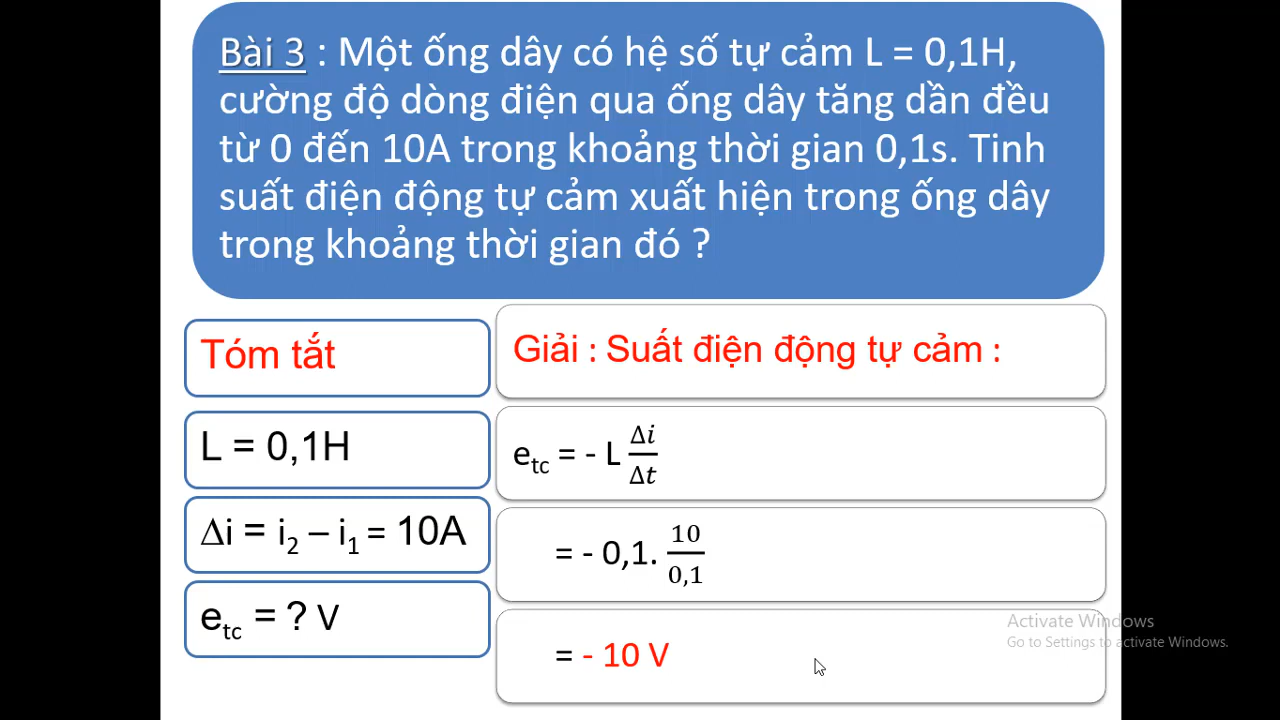 Bài 3 : Một ống dây có hệ số tự cảm L = 0,1H,
cường độ dòng điện qua ống dây tăng dần đều
từ 0 đến 10A trong khoảng thời gian 0,1s. Tinh
suất điện động tự cảm xuất hiện trong ống dây
trong khoảng thời gian đó ?
Tóm tắt
L = 0,1H
Δi = i₂ – i₁ = 10A
eₜc = ? V
Giải : Suất điện động tự cảm :
eₜc = - L Δi/Δt
= - 0,1. 10/0,1
= - 10 V
Activate Windows
Go to Settings to activate Windows.